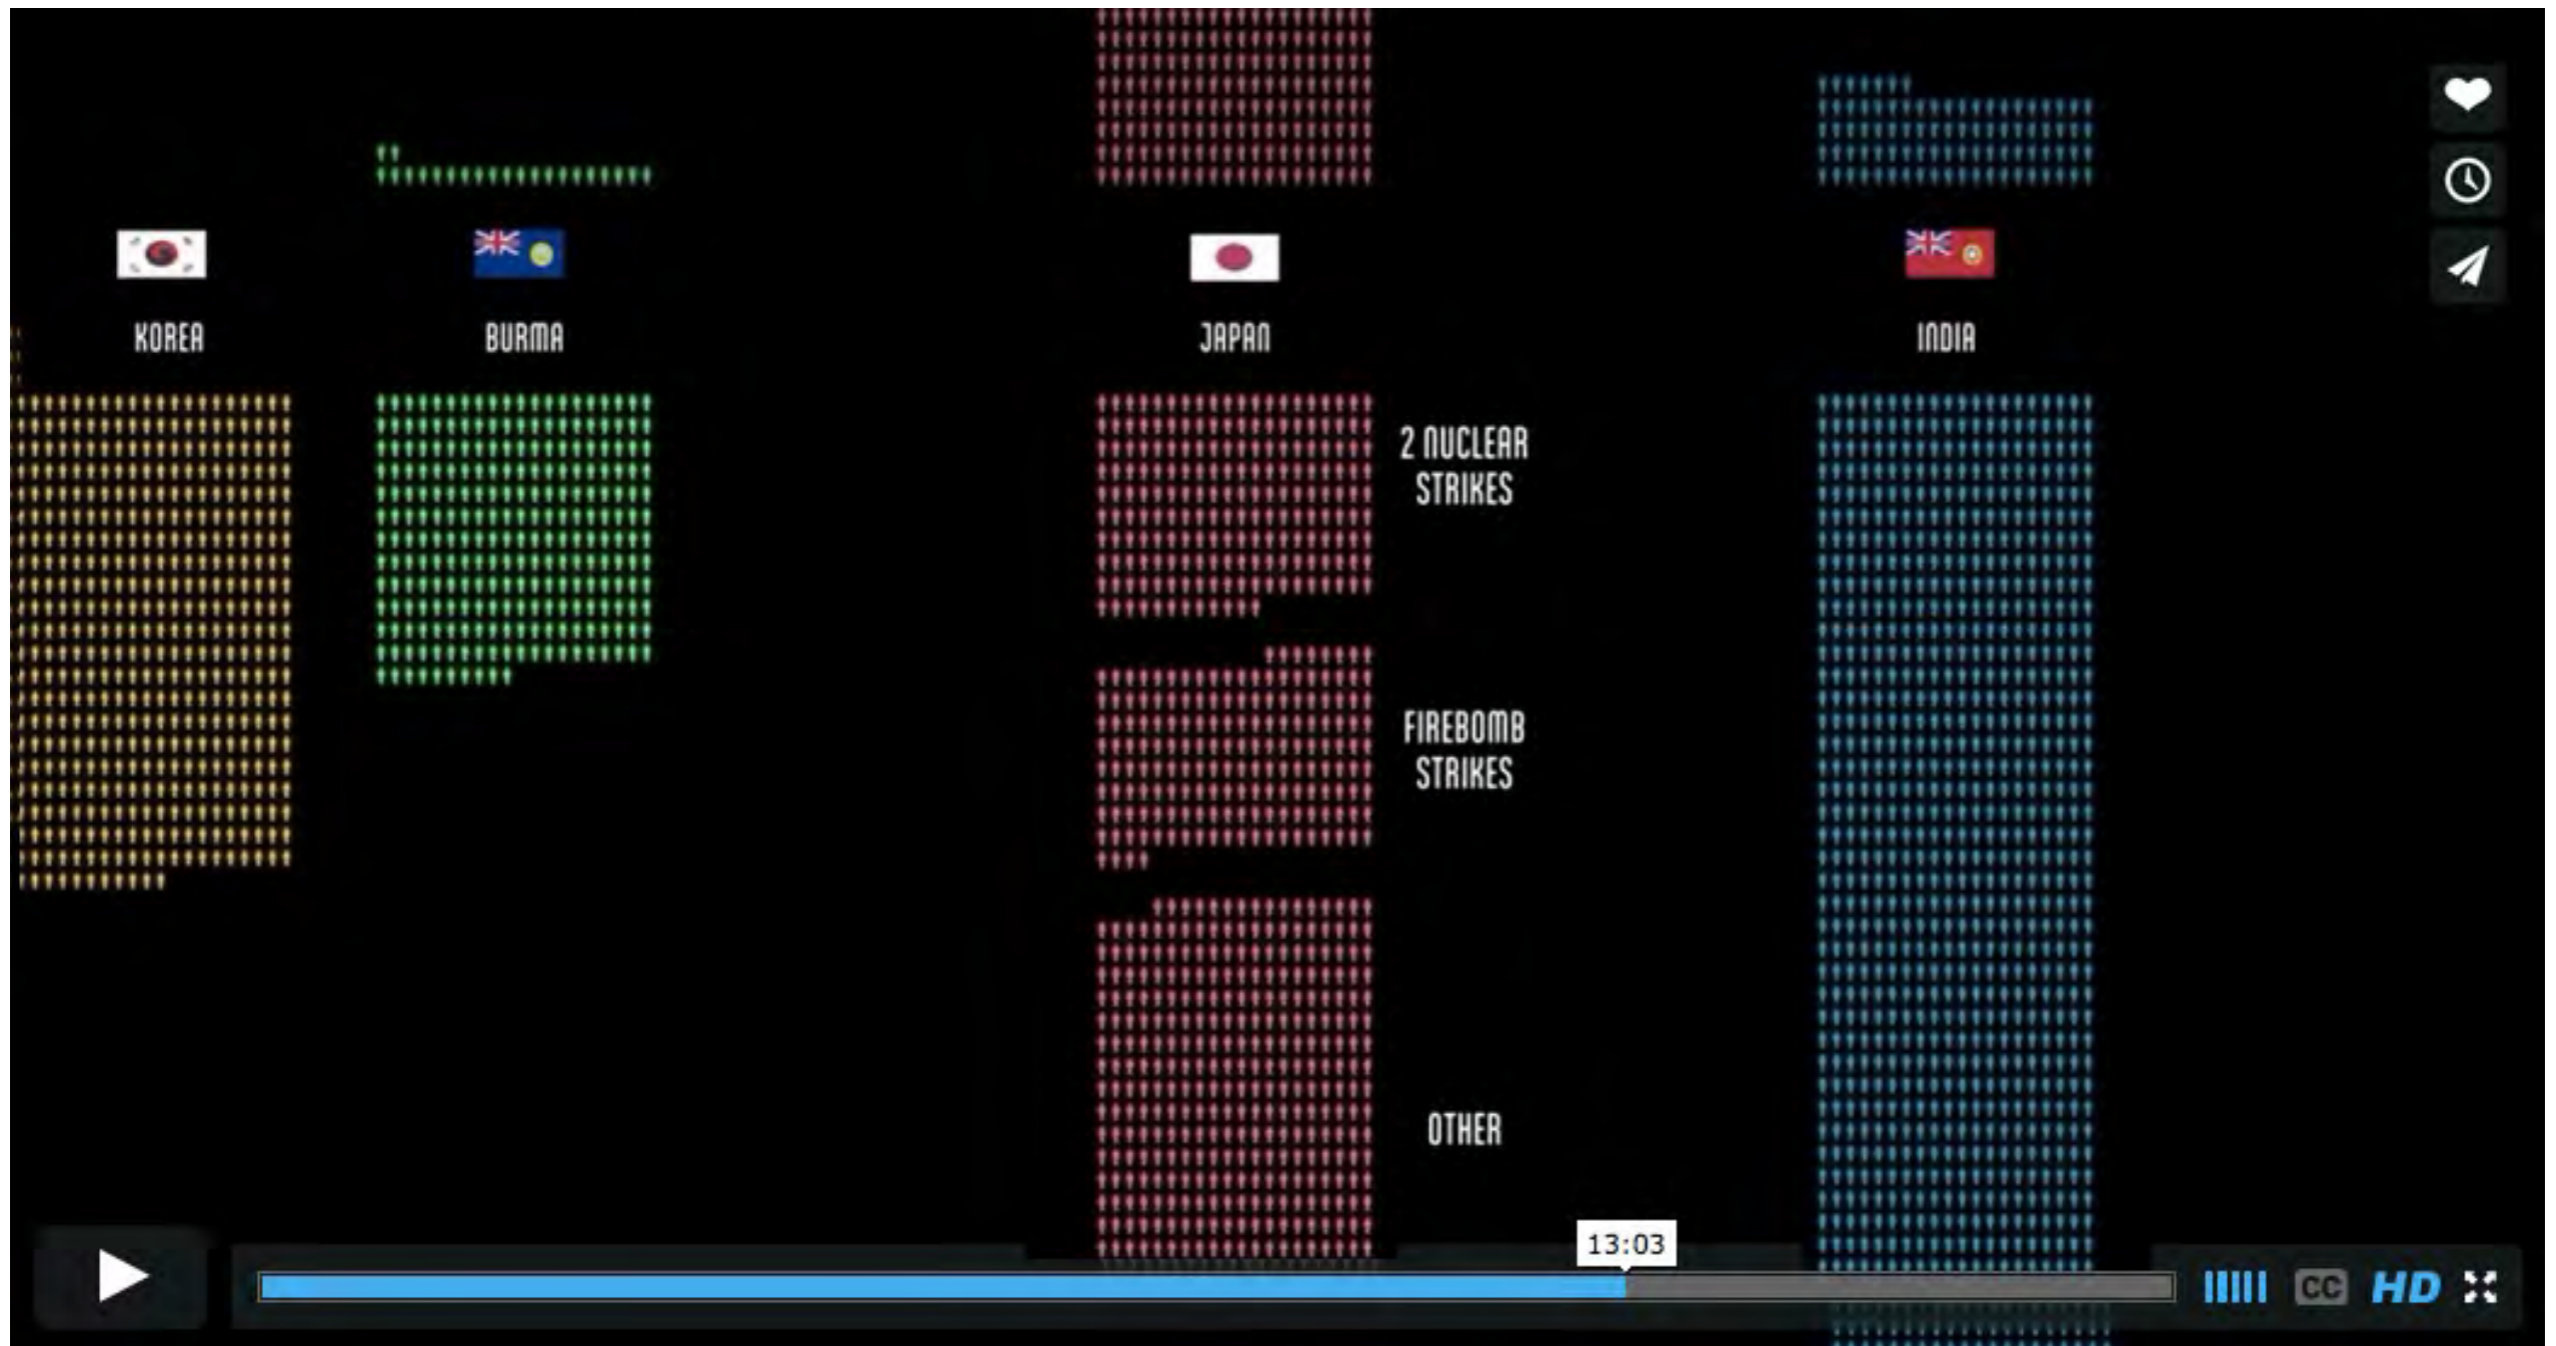 KOREA
BURMA
JAPAN
INDIA
2 NUCLEAR
STRIKES
FIREBOMB
STRIKES
OTHER
13:03
CC
HD